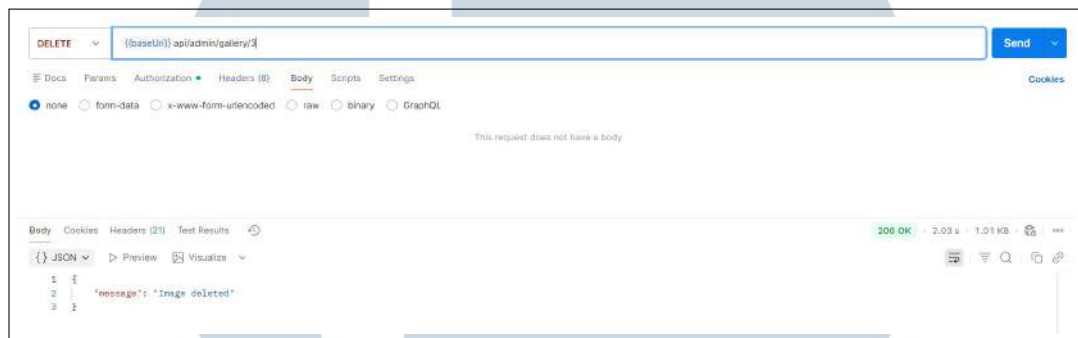 DELETE {{baseUrl}} api/admin/gallery/3 Send
Docs Params Authorization Headers (8) Body Scripts Settings Cookies
none form-data x-www-form-urlencoded raw binary GraphQL
This request does not have a body
Body Cookies Headers (21) Test Results 200 OK 2.03 s 1.01 KB
{} JSON Preview Visualize
1 {
2 "message": "Image deleted"
3 }